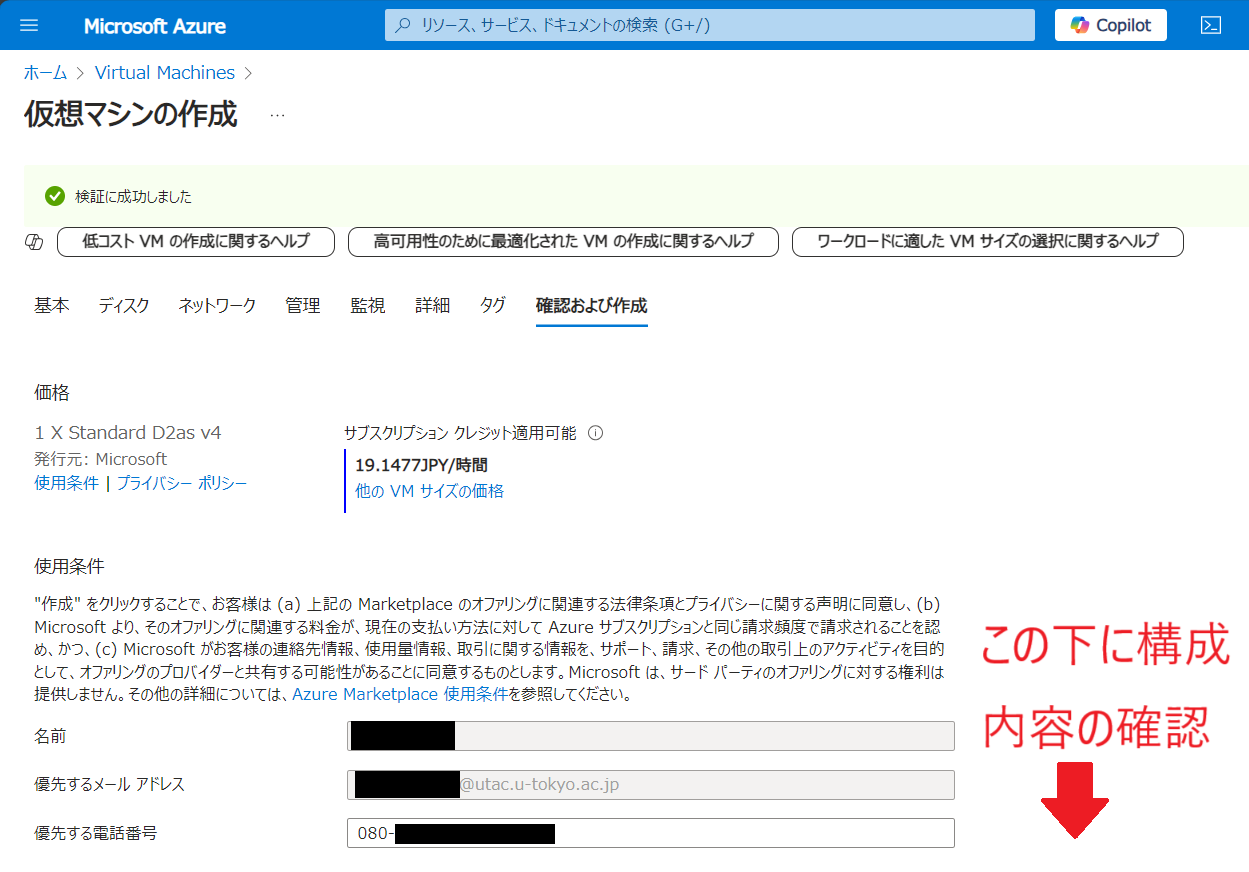 Microsoft Azure
リソース、サービス、ドキュメントの検索 (G+/)
Copilot
ホーム > Virtual Machines >
仮想マシンの作成 …
検証に成功しました
低コスト VM の作成に関するヘルプ
高可用性のために最適化された VM の作成に関するヘルプ
ワークロードに適した VM サイズの選択に関するヘルプ
基本 ディスク ネットワーク 管理 監視 詳細 タグ 確認および作成
価格
1 X Standard D2as v4
発行元: Microsoft
使用条件 | プライバシー ポリシー
サブスクリプション クレジット適用可能
19.1477JPY/時間
他の VM サイズの価格
使用条件
"作成" をクリックすることで、お客様は (a) 上記の Marketplace のオファリングに関連する法律条項とプライバシーに関する声明に同意し、(b)
Microsoft より、そのオファリングに関連する料金が、現在の支払い方法に対して Azure サブスクリプションと同じ請求頻度で請求されることを認
め、かつ、(c) Microsoft がお客様の連絡先情報、使用量情報、取引に関する情報を、サポート、請求、その他の取引上のアクティビティを目的
として、オファリングのプロバイダーと共有する可能性があることに同意するものとします。Microsoft は、サード パーティのオファリングに対する権利は
提供しません。その他の詳細については、Azure Marketplace 使用条件を参照してください。
名前
優先するメール アドレス
@utac.u-tokyo.ac.jp
優先する電話番号
080-
この下に構成
内容の確認